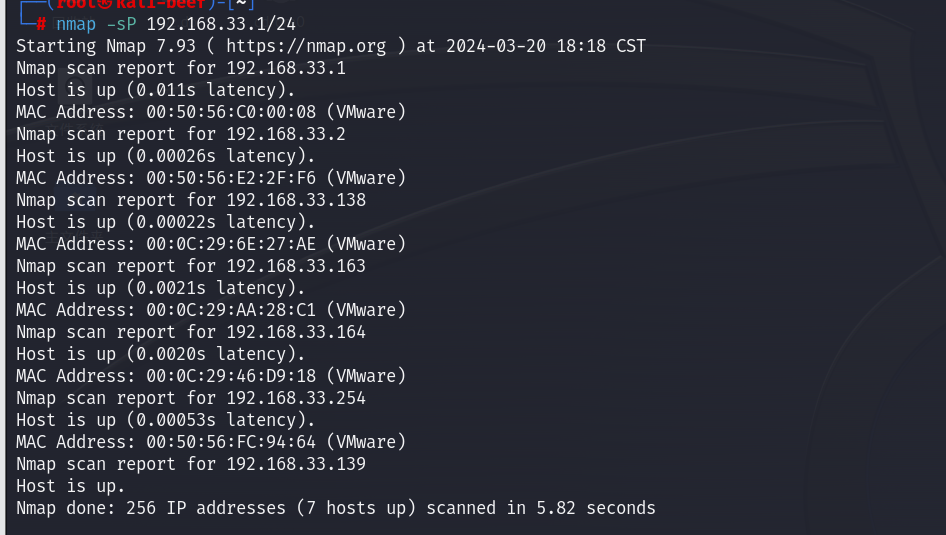 (root㉿kali-beef)-[~]
# nmap -sP 192.168.33.1/24
Starting Nmap 7.93 ( https://nmap.org ) at 2024-03-20 18:18 CST
Nmap scan report for 192.168.33.1
Host is up (0.011s latency).
MAC Address: 00:50:56:C0:00:08 (VMware)
Nmap scan report for 192.168.33.2
Host is up (0.00026s latency).
MAC Address: 00:50:56:E2:2F:F6 (VMware)
Nmap scan report for 192.168.33.138
Host is up (0.00022s latency).
MAC Address: 00:0C:29:6E:27:AE (VMware)
Nmap scan report for 192.168.33.163
Host is up (0.0021s latency).
MAC Address: 00:0C:29:AA:28:C1 (VMware)
Nmap scan report for 192.168.33.164
Host is up (0.0020s latency).
MAC Address: 00:0C:29:46:D9:18 (VMware)
Nmap scan report for 192.168.33.254
Host is up (0.00053s latency).
MAC Address: 00:50:56:FC:94:64 (VMware)
Nmap scan report for 192.168.33.139
Host is up.
Nmap done: 256 IP addresses (7 hosts up) scanned in 5.82 seconds